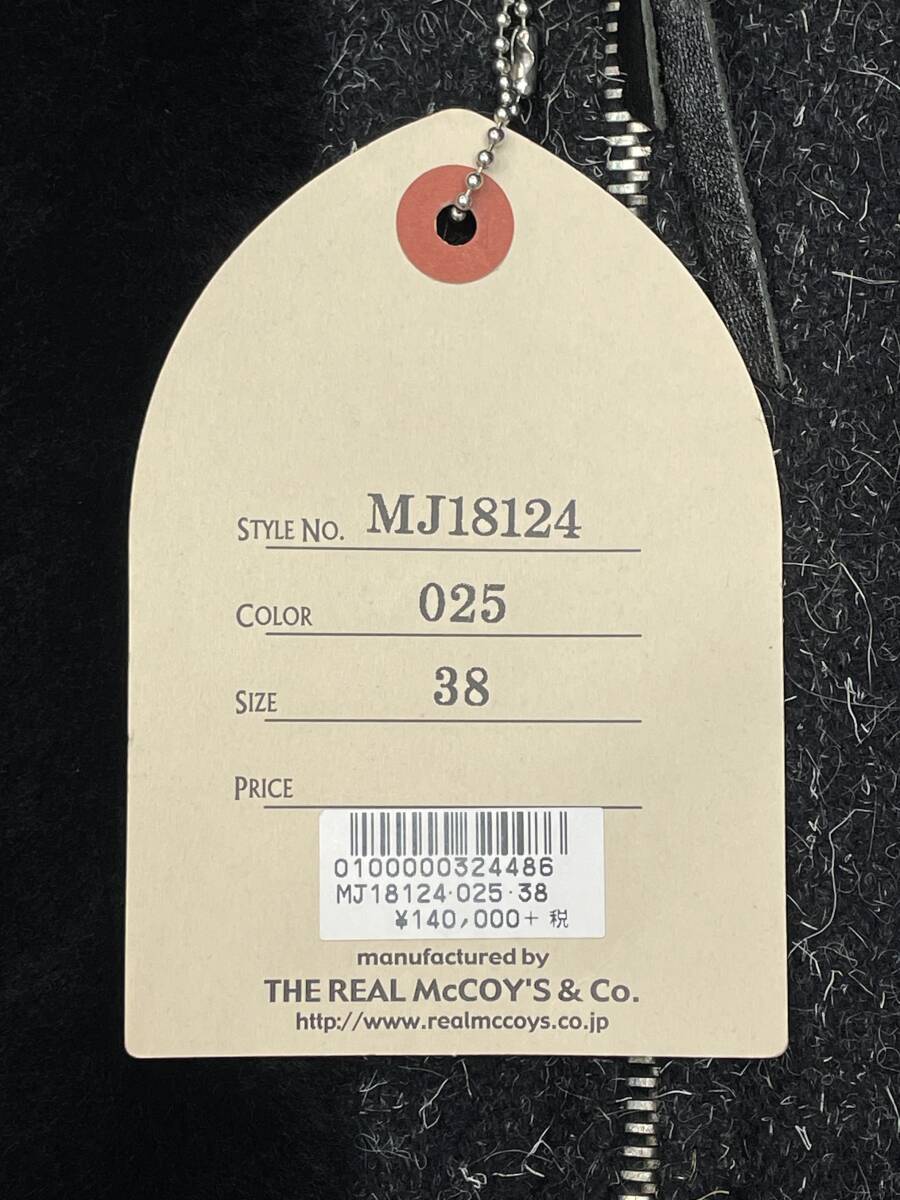 STYLE NO. MJ18124
COLOR 025
SIZE 38
PRICE
0100000324486
MJ18124·025·38
¥140,000+ 税
manufactured by
THE REAL McCOY'S & Co.
http://www.realmccoys.co.jp